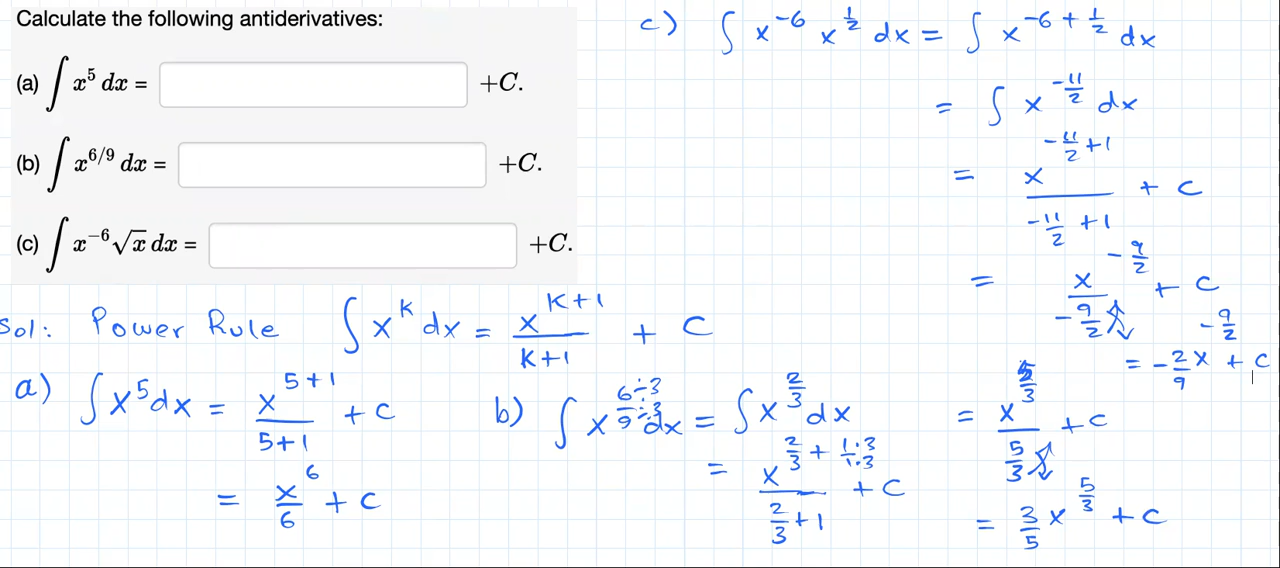 Calculate the following antiderivatives:
(a) ∫ x^5 dx = +C.
(b) ∫ x^{6/9} dx = +C.
(c) ∫ x^{-6} √x dx = +C.
Sol: Power Rule ∫ x^k dx = x^{k+1}/(k+1) + C
a) ∫ x^5 dx = x^{5+1}/(5+1) + C
= x^6/6 + C
b) ∫ x^{(6÷3)/(9÷3)} dx = ∫ x^{2/3} dx
= x^{2/3 + (1·3)/(1·3)}/(2/3 + 1) + C
= x^{5/3}/(5/3) + C
= 3/5 x^{5/3} + C
c) ∫ x^{-6} x^{1/2} dx = ∫ x^{-6 + 1/2} dx
= ∫ x^{-11/2} dx
= x^{-11/2 + 1}/(-11/2 + 1) + C
= x^{-9/2}/(-9/2) + C
= -2/9 x^{-9/2} + C